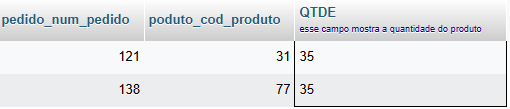 pedido_num_pedido poduto_cod_produto QTDE
esse campo mostra a quantidade do produto
121 31 35
138 77 35